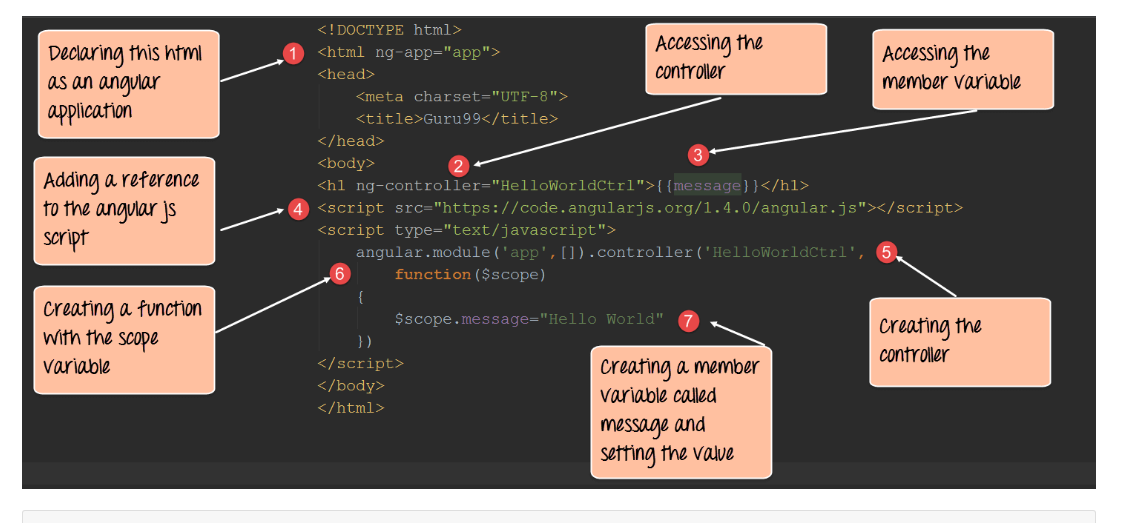 Declaring this html
as an angular
application
1
Accessing the
controller
Accessing the
member variable
2
3
Adding a reference
to the angular js
script
4
Creating a function
with the scope
variable
6
5
Creating the
controller
7
Creating a member
variable called
message and
setting the value
<!DOCTYPE html>
<html ng-app="app">
<head>
<meta charset="UTF-8">
<title>Guru99</title>
</head>
<body>
<h1 ng-controller="HelloWorldCtrl">{{message}}</h1>
<script src="https://code.angularjs.org/1.4.0/angular.js"></script>
<script type="text/javascript">
angular.module('app',[]).controller('HelloWorldCtrl',
function($scope)
{
$scope.message="Hello World"
})
</script>
</body>
</html>